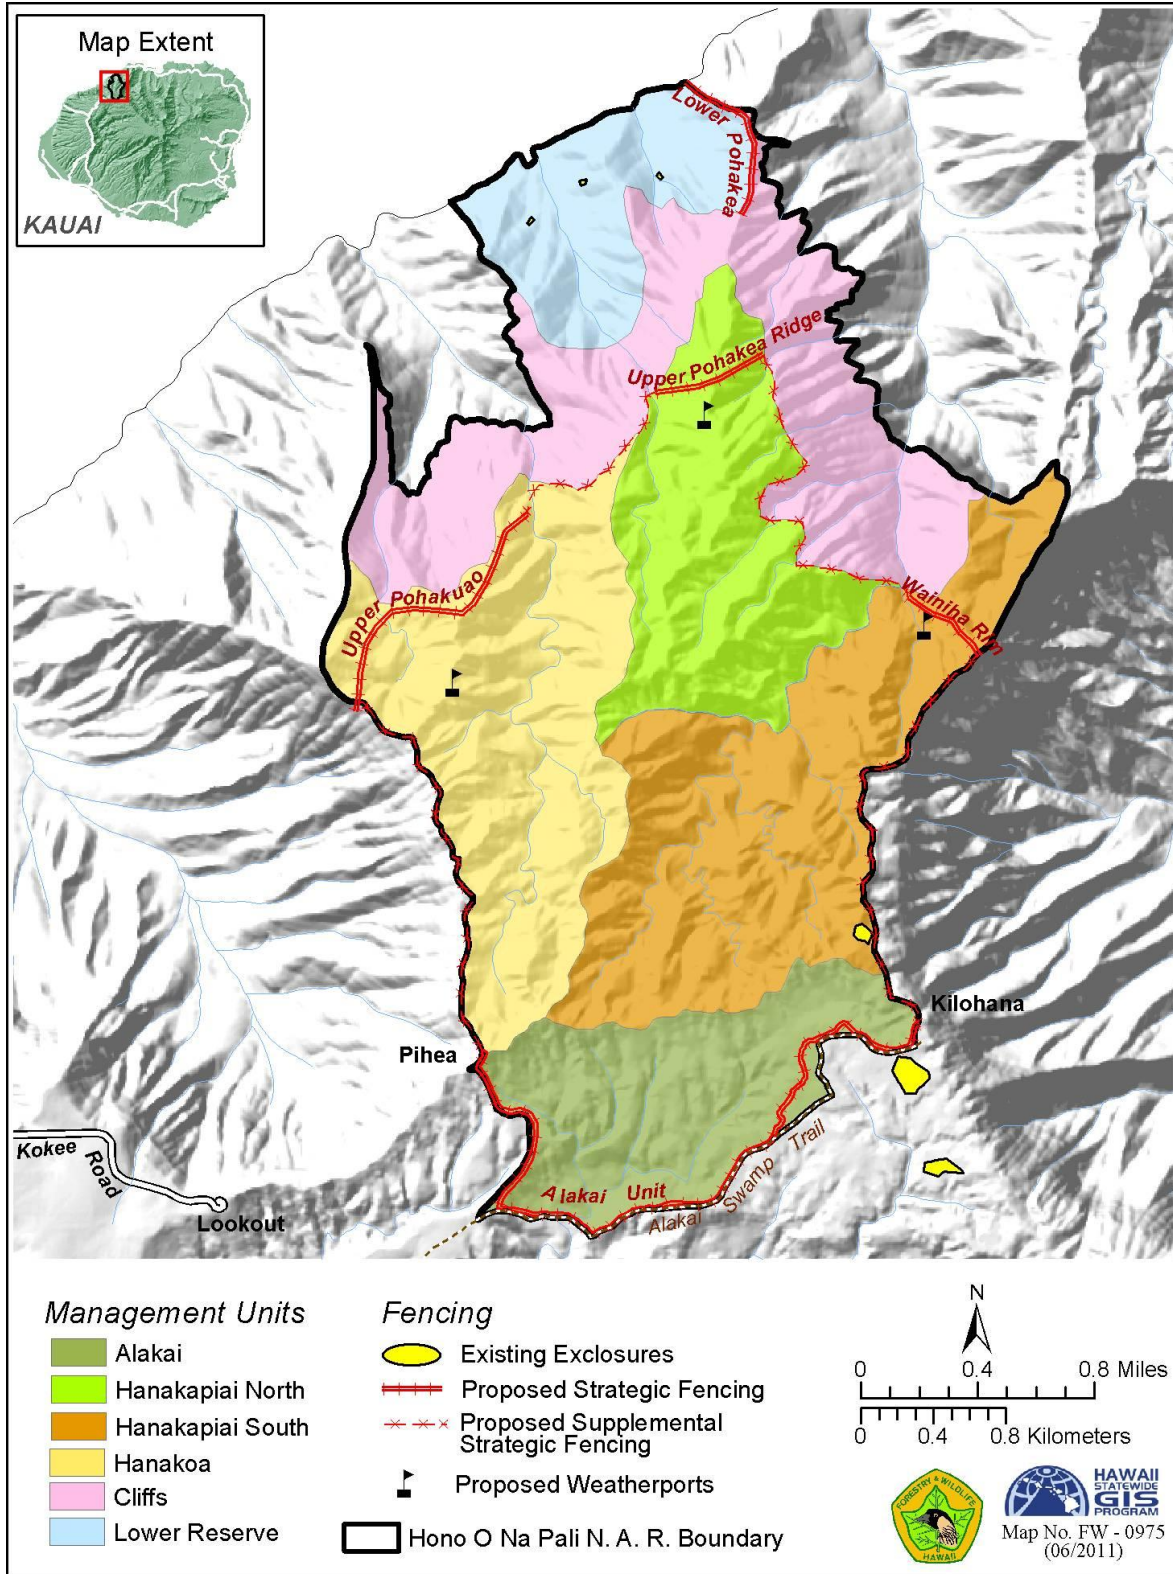 Map Extent
KAUAI
Lower Pohakea
Upper Pohakea Ridge
Upper Pohakuao
Wainiha Rim
Kilohana
Pihea
Kokee Road
Lookout
Alakai Unit
Alakai Swamp Trail
Management Units
Alakai
Hanakapiai North
Hanakapiai South
Hanakoa
Cliffs
Lower Reserve
Fencing
Existing Exclosures
Proposed Strategic Fencing
Proposed Supplemental
Strategic Fencing
Proposed Weatherports
Hono O Na Pali N. A. R. Boundary
N
0 0.4 0.8 Miles
0 0.4 0.8 Kilometers
FORESTRY & WILDLIFE
HAWAII
HAWAII
STATEWIDE
GIS
PROGRAM
Map No. FW - 0975
(06/2011)